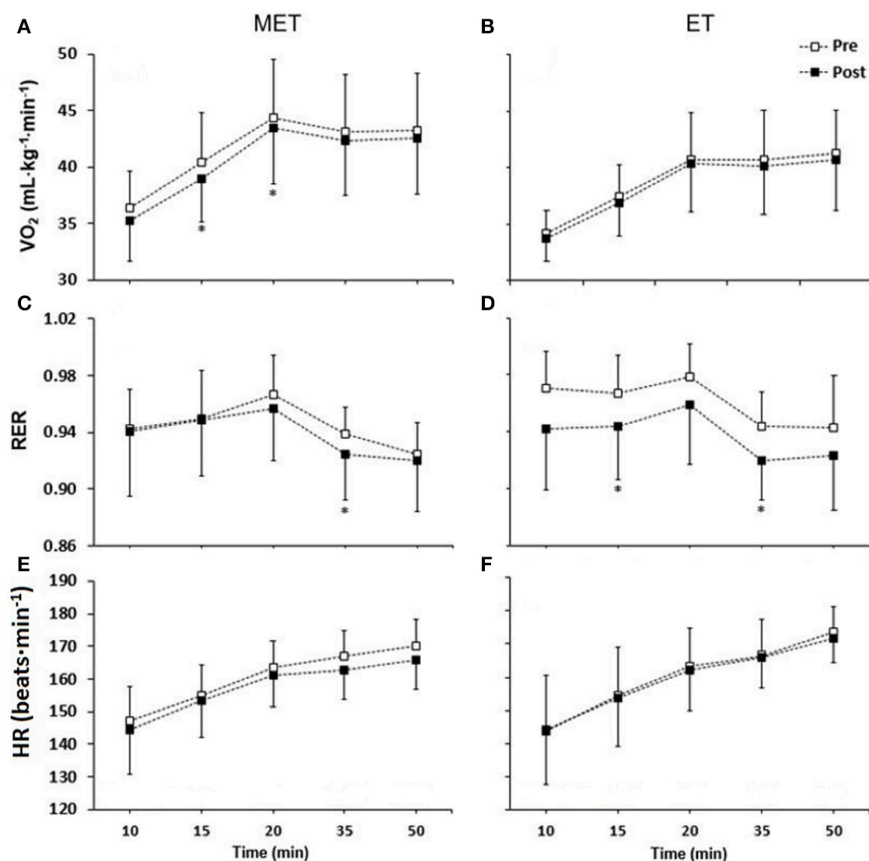 A MET B ET
Pre
Post
VO₂ (mL·kg⁻¹·min⁻¹)
50
45
40
35
30
*
*
C D
RER
1.02
0.98
0.94
0.90
0.86
*
*
*
E F
HR (beats·min⁻¹)
190
180
170
160
150
140
130
120
10 15 20 35 50
10 15 20 35 50
Time (min)
Time (min)